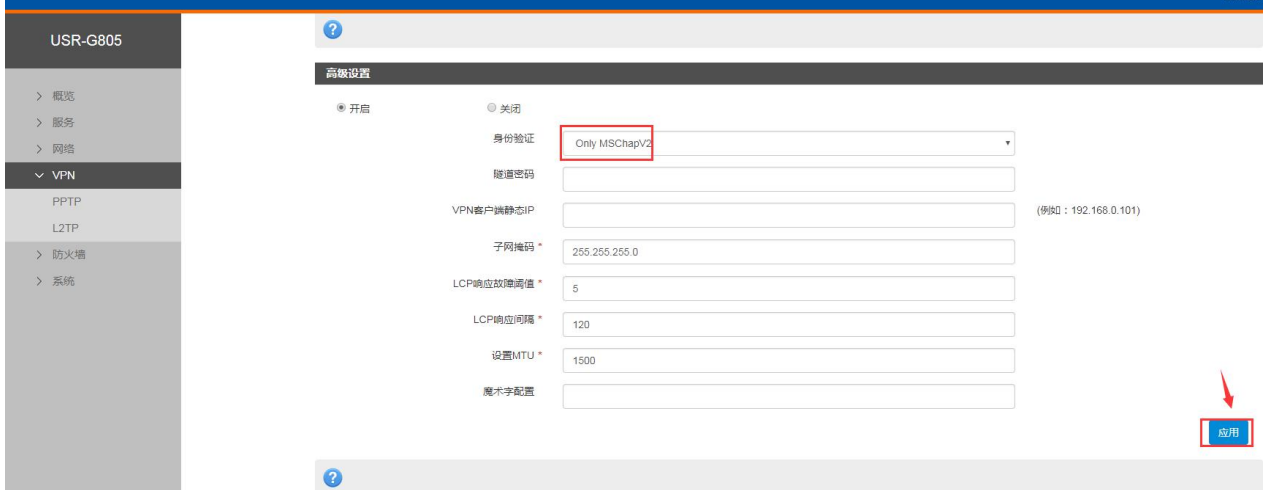 USR-G805
概览
服务
网络
VPN
PPTP
L2TP
防火墙
系统
高级设置
开启 关闭
身份验证 Only MSChapV2
隧道密码
VPN客户端静态IP (例如：192.168.0.101)
子网掩码 * 255.255.255.0
LCP响应故障阈值 * 5
LCP响应间隔 * 120
设置MTU * 1500
魔术字配置
应用